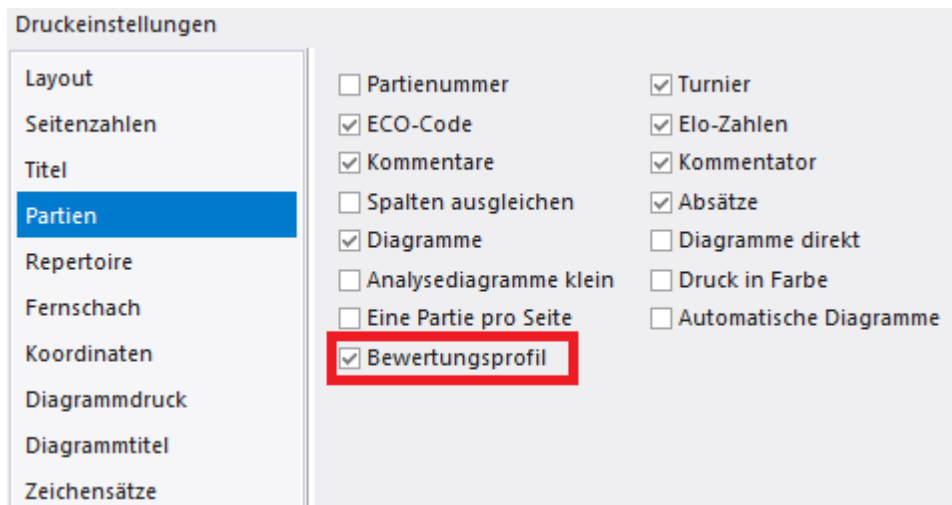 Druckeinstellungen
Layout
Seitenzahlen
Titel
Partien
Repertoire
Fernschach
Koordinaten
Diagrammdruck
Diagrammtitel
Zeichensätze
Partienummer
ECO-Code
Kommentare
Spalten ausgleichen
Diagramme
Analysediagramme klein
Eine Partie pro Seite
Bewertungsprofil
Turnier
Elo-Zahlen
Kommentator
Absätze
Diagramme direkt
Druck in Farbe
Automatische Diagramme